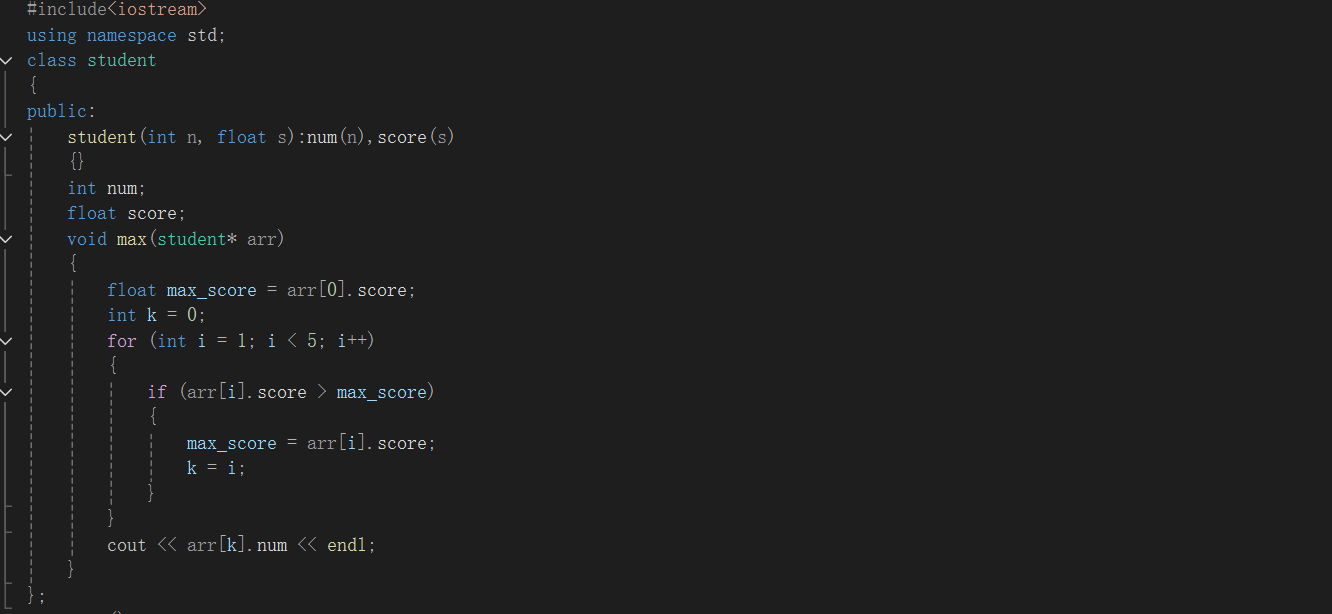 #include<iostream>
using namespace std;
class student
{
public:
student(int n, float s):num(n),score(s)
{}
int num;
float score;
void max(student* arr)
{
float max_score = arr[0].score;
int k = 0;
for (int i = 1; i < 5; i++)
{
if (arr[i].score > max_score)
{
max_score = arr[i].score;
k = i;
}
}
cout << arr[k].num << endl;
}
};